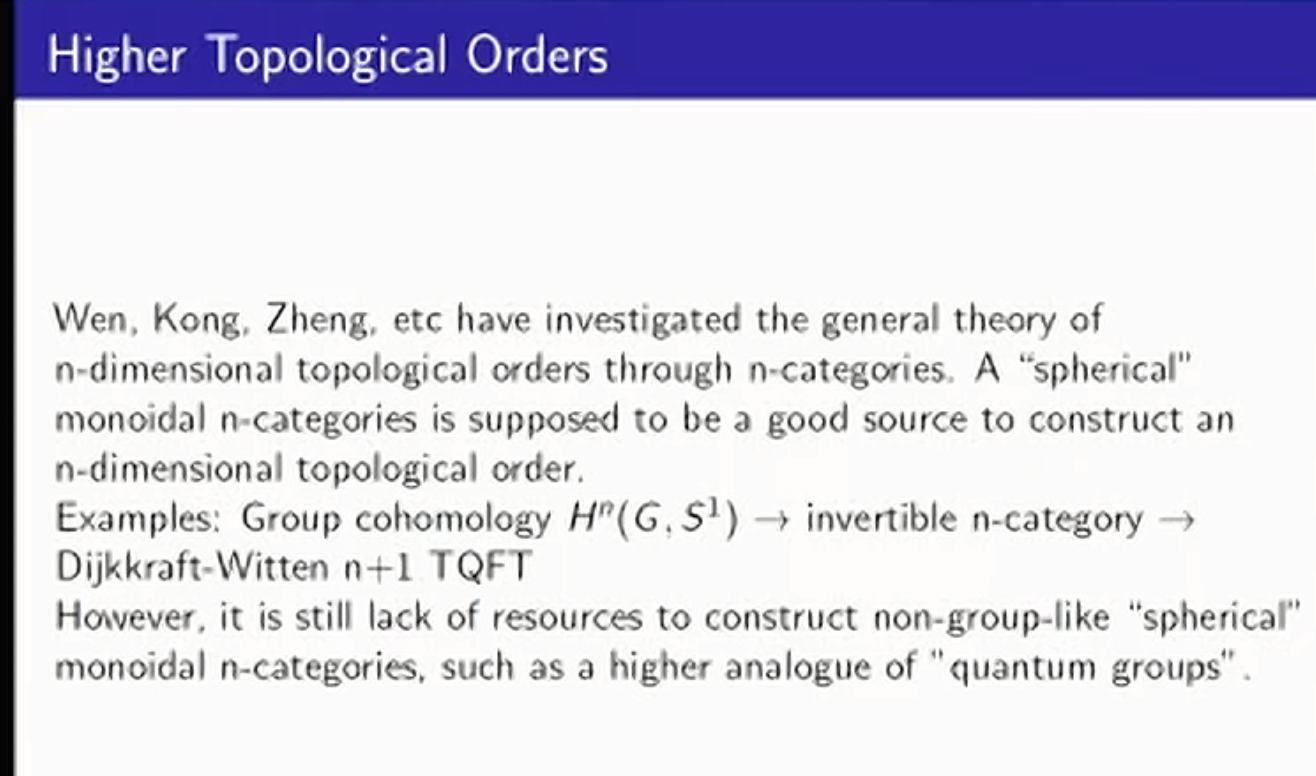 Higher Topological Orders
Wen, Kong, Zheng, etc have investigated the general theory of
n-dimensional topological orders through n-categories. A “spherical”
monoidal n-categories is supposed to be a good source to construct an
n-dimensional topological order.
Examples: Group cohomology Hⁿ(G, S¹) → invertible n-category →
Dijkkraft-Witten n+1 TQFT
However, it is still lack of resources to construct non-group-like “spherical”
monoidal n-categories, such as a higher analogue of "quantum groups".